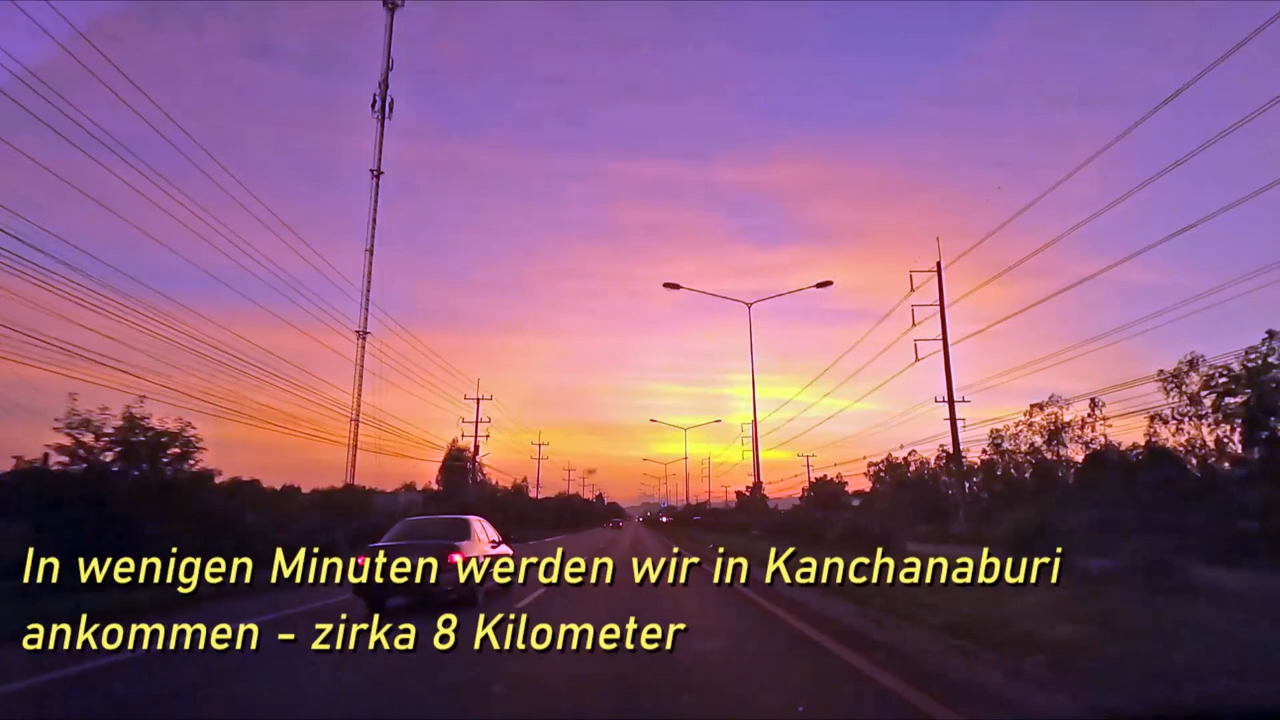 In wenigen Minuten werden wir in Kanchanaburi
ankommen - zirka 8 Kilometer